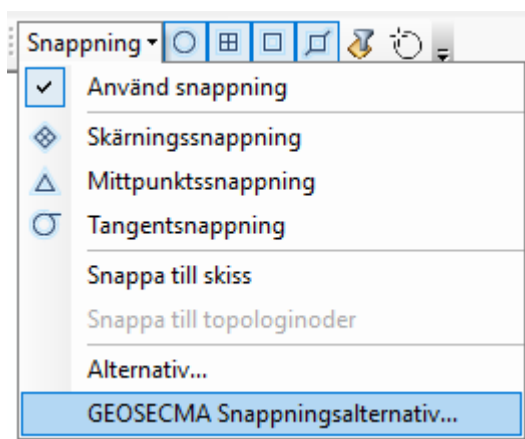 Snappning
Använd snappning
Skärningssnappning
Mittpunktssnappning
Tangentsnappning
Snappa till skiss
Snappa till topologinoder
Alternativ...
GEOSECMA Snappningsalternativ...